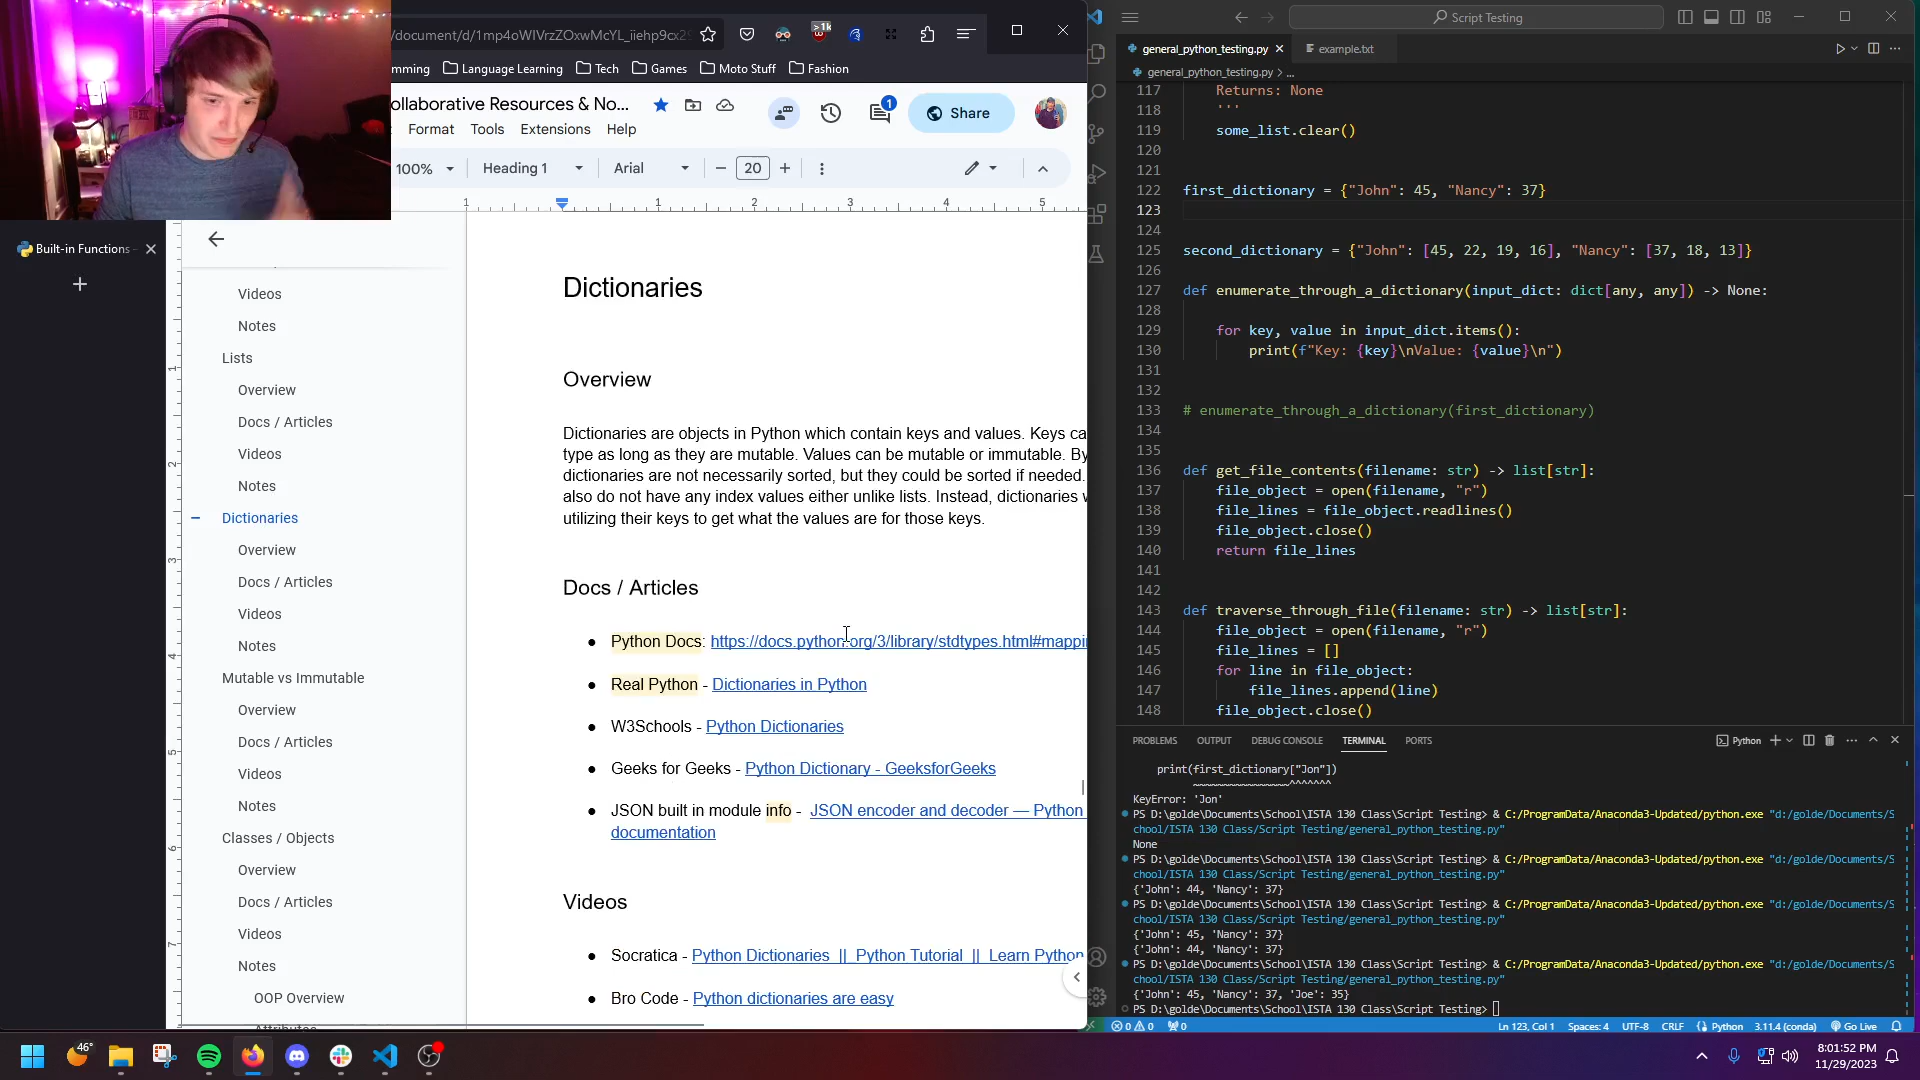 /document/d/1mp4oWIVrzZOxwMcYL_iiehp9cx29
>1k
mming
Language Learning
Tech
Games
Moto Stuff
Fashion
ollaborative Resources & No...
1
Share
Format Tools Extensions Help
100%
Heading 1
Arial
20
1 1 2 3 4 5
Built-in Functions
Videos
Notes
Lists
Overview
Docs / Articles
Videos
Notes
Dictionaries
Overview
Docs / Articles
Videos
Notes
Mutable vs Immutable
Overview
Docs / Articles
Videos
Notes
Classes / Objects
Overview
Docs / Articles
Videos
Notes
OOP Overview
Attributes
1
2
3
4
5
6
7
Dictionaries
Overview
Dictionaries are objects in Python which contain keys and values. Keys ca
type as long as they are mutable. Values can be mutable or immutable. By
dictionaries are not necessarily sorted, but they could be sorted if needed.
also do not have any index values either unlike lists. Instead, dictionaries w
utilizing their keys to get what the values are for those keys.
Docs / Articles
Python Docs: https://docs.python.org/3/library/stdtypes.html#mappi
Real Python - Dictionaries in Python
W3Schools - Python Dictionaries
Geeks for Geeks - Python Dictionary - GeeksforGeeks
JSON built in module info - JSON encoder and decoder — Python
documentation
Videos
Socratica - Python Dictionaries || Python Tutorial || Learn Python
Bro Code - Python dictionaries are easy
Script Testing
general_python_testing.py
example.txt
general_python_testing.py > ...
117 Returns: None
118 '''
119 some_list.clear()
120
121
122 first_dictionary = {"John": 45, "Nancy": 37}
123
124
125 second_dictionary = {"John": [45, 22, 19, 16], "Nancy": [37, 18, 13]}
126
127 def enumerate_through_a_dictionary(input_dict: dict[any, any]) -> None:
128
129 for key, value in input_dict.items():
130 print(f"Key: {key}\nValue: {value}\n")
131
132
133 # enumerate_through_a_dictionary(first_dictionary)
134
135
136 def get_file_contents(filename: str) -> list[str]:
137 file_object = open(filename, "r")
138 file_lines = file_object.readlines()
139 file_object.close()
140 return file_lines
141
142
143 def traverse_through_file(filename: str) -> list[str]:
144 file_object = open(filename, "r")
145 file_lines = []
146 for line in file_object:
147 file_lines.append(line)
148 file_object.close()
PROBLEMS OUTPUT DEBUG CONSOLE TERMINAL PORTS
Python
print(first_dictionary["Jon"])
~~~~~~~~~~~~~~~~^^^^^^^
KeyError: 'Jon'
PS D:\golde\Documents\School\ISTA 130 Class\Script Testing> & C:/ProgramData/Anaconda3-Updated/python.exe "d:/golde/Documents/S
chool/ISTA 130 Class/Script Testing/general_python_testing.py"
None
PS D:\golde\Documents\School\ISTA 130 Class\Script Testing> & C:/ProgramData/Anaconda3-Updated/python.exe "d:/golde/Documents/S
chool/ISTA 130 Class/Script Testing/general_python_testing.py"
{'John': 44, 'Nancy': 37}
PS D:\golde\Documents\School\ISTA 130 Class\Script Testing> & C:/ProgramData/Anaconda3-Updated/python.exe "d:/golde/Documents/S
chool/ISTA 130 Class/Script Testing/general_python_testing.py"
{'John': 45, 'Nancy': 37}
{'John': 44, 'Nancy': 37}
PS D:\golde\Documents\School\ISTA 130 Class\Script Testing> & C:/ProgramData/Anaconda3-Updated/python.exe "d:/golde/Documents/S
chool/ISTA 130 Class/Script Testing/general_python_testing.py"
{'John': 45, 'Nancy': 37, 'Joe': 35}
PS D:\golde\Documents\School\ISTA 130 Class\Script Testing>
0 0 0 Ln 123, Col 1 Spaces: 4 UTF-8 CRLF Python 3.11.4 (conda) Go Live
46°
8:01:52 PM
11/29/2023